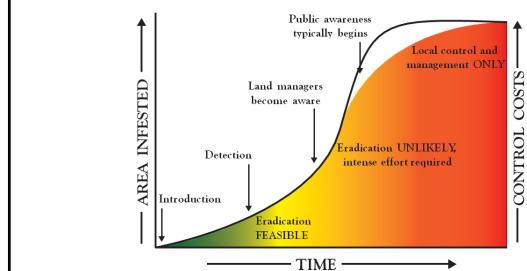 Public awareness
typically begins
Local control and
management ONLY
Land managers
become aware
Eradication UNLIKELY,
intense effort required
Detection
Introduction
Eradication
FEASIBLE
AREA INFESTED
CONTROL COSTS
TIME